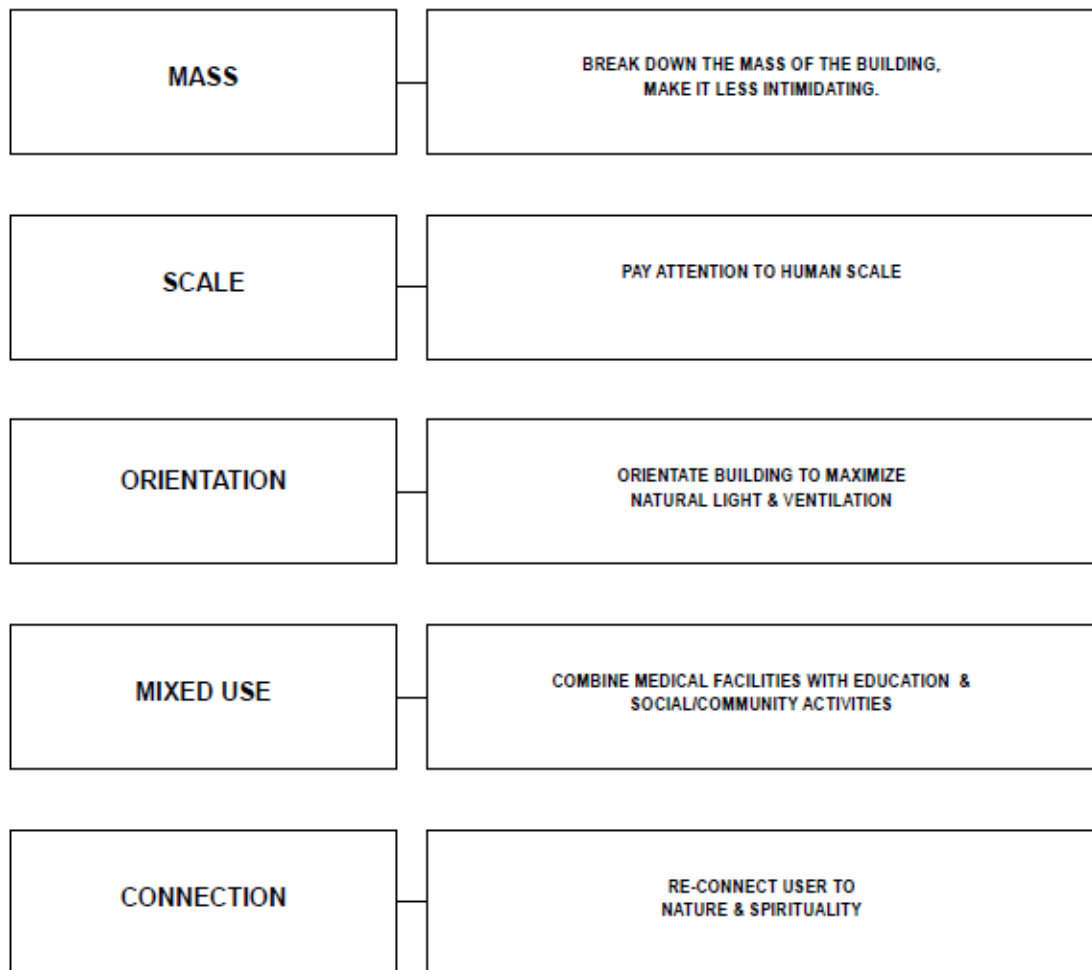 MASS
BREAK DOWN THE MASS OF THE BUILDING,
MAKE IT LESS INTIMIDATING.
SCALE
PAY ATTENTION TO HUMAN SCALE
ORIENTATION
ORIENTATE BUILDING TO MAXIMIZE
NATURAL LIGHT & VENTILATION
MIXED USE
COMBINE MEDICAL FACILITIES WITH EDUCATION &
SOCIAL/COMMUNITY ACTIVITIES
CONNECTION
RE-CONNECT USER TO
NATURE & SPIRITUALITY